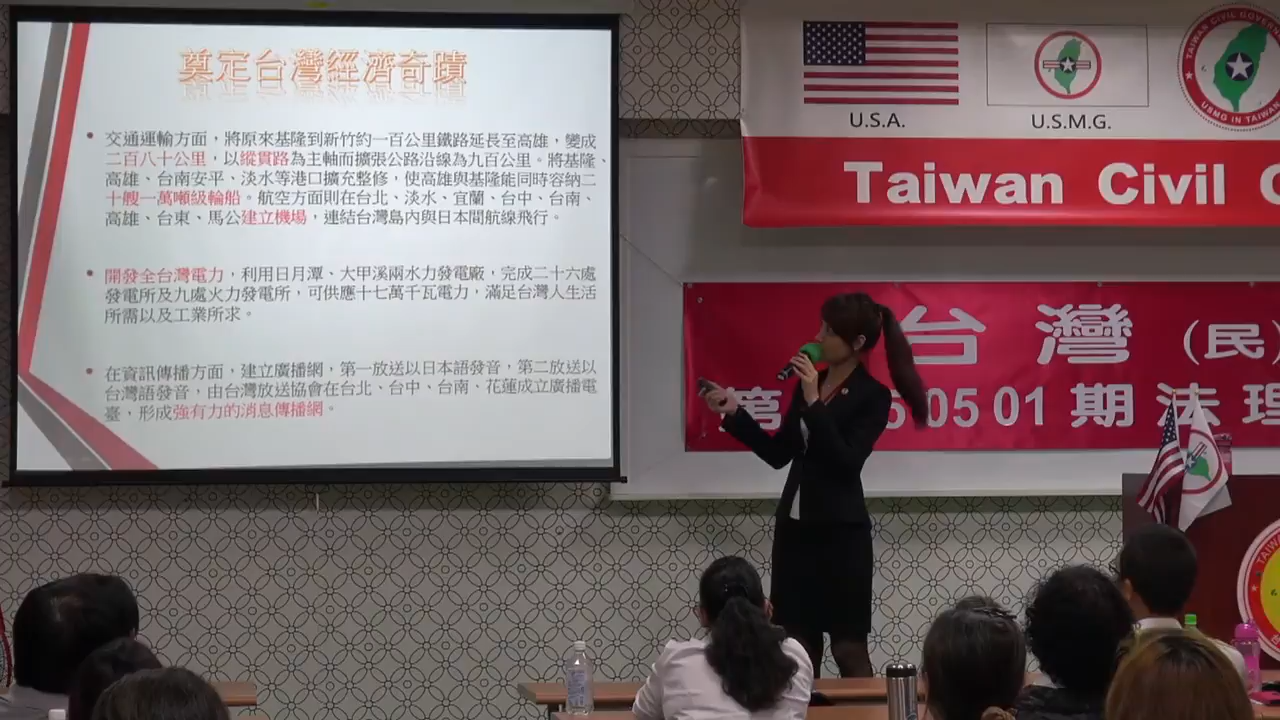 奠定台灣經濟奇蹟
交通運輸方面，將原來基隆到新竹約一百公里鐵路延長至高雄，變成
二百八十公里，以縱貫路為主軸而擴張公路沿線為九百公里。將基隆、
高雄、台南安平、淡水等港口擴充整修，使高雄與基隆能同時容納二
十艘一萬噸級輪船。航空方面則在台北、淡水、宜蘭、台中、台南、
高雄、台東、馬公建立機場，連結台灣島內與日本間航線飛行。
開發全台灣電力，利用日月潭、大甲溪兩水力發電廠，完成二十六處
發電所及九處火力發電所，可供應十七萬千瓦電力，滿足台灣人生活
所需以及工業所求。
在資訊傳播方面，建立廣播網，第一放送以日本語發音，第二放送以
台灣語發音，由台灣放送協會在台北、台中、台南、花蓮成立廣播電
臺，形成強有力的消息傳播網。
U.S.A.
U.S.M.G.
TAIWAN CIVIL GOVER
USMG IN TAIWAN
Taiwan Civil
台灣（民
第 5 05 01 期法理